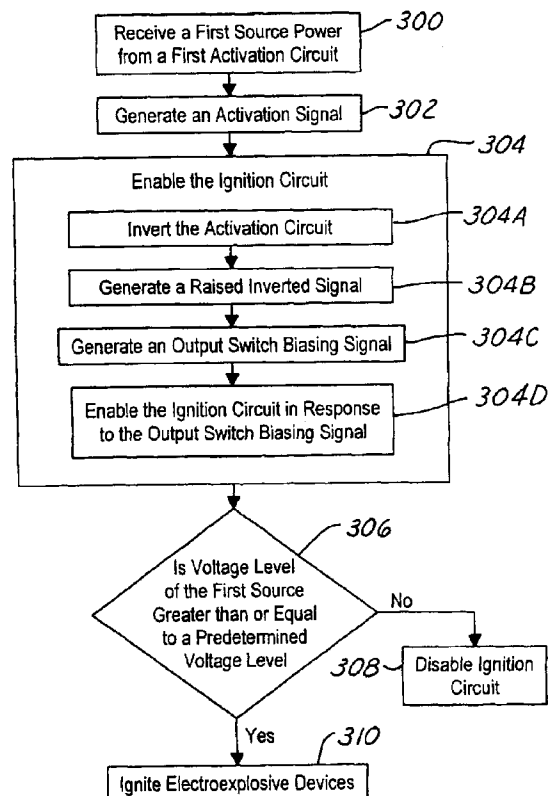 Receive a First Source Power
from a First Activation Circuit
300
Generate an Activation Signal
302
304
Enable the Ignition Circuit
Invert the Activation Circuit
304A
Generate a Raised Inverted Signal
304B
Generate an Output Switch Biasing Signal
304C
Enable the Ignition Circuit in Response
to the Output Switch Biasing Signal
304D
306
Is Voltage Level
of the First Source
Greater than or Equal
to a Predetermined
Voltage Level
No
308
Disable Ignition
Circuit
Yes
310
Ignite Electroexplosive Devices